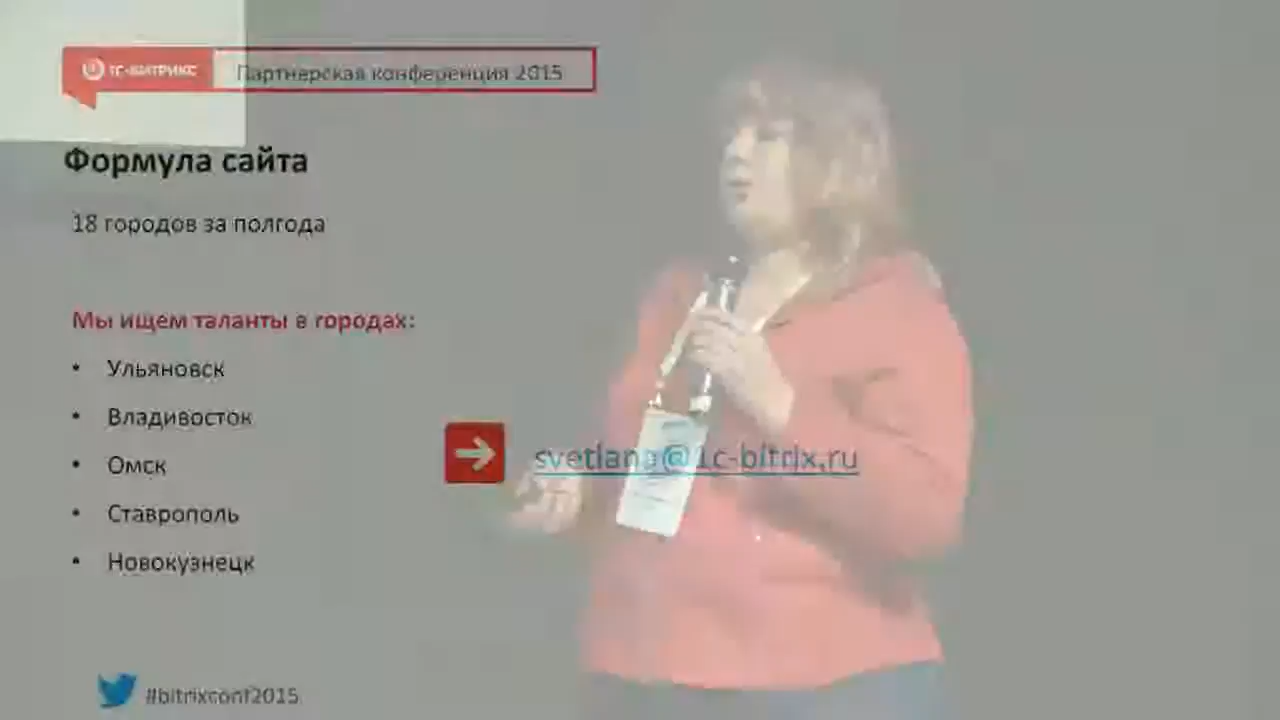 1С-БИТРИКС
Партнерская конференция 2015
Формула сайта
18 городов за полгода
Мы ищем таланты в городах:
• Ульяновск
• Владивосток
• Омск
• Ставрополь
• Новокузнецк
svetlana@1c-bitrix.ru
#bitrixconf2015